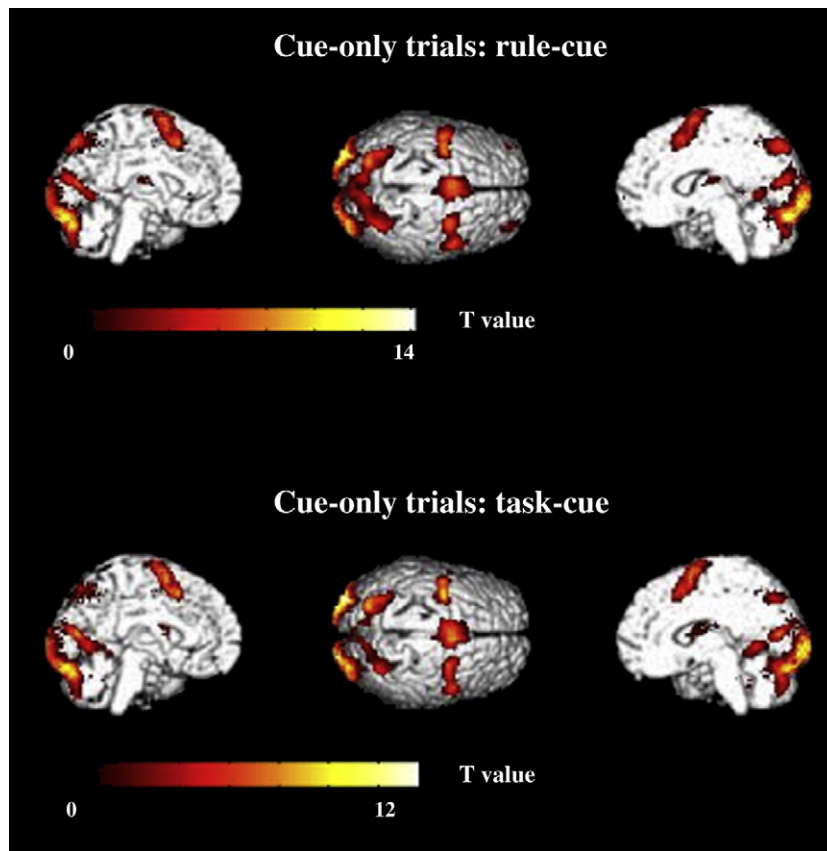 Cue-only trials: rule-cue
T value
0 14
Cue-only trials: task-cue
T value
0 12